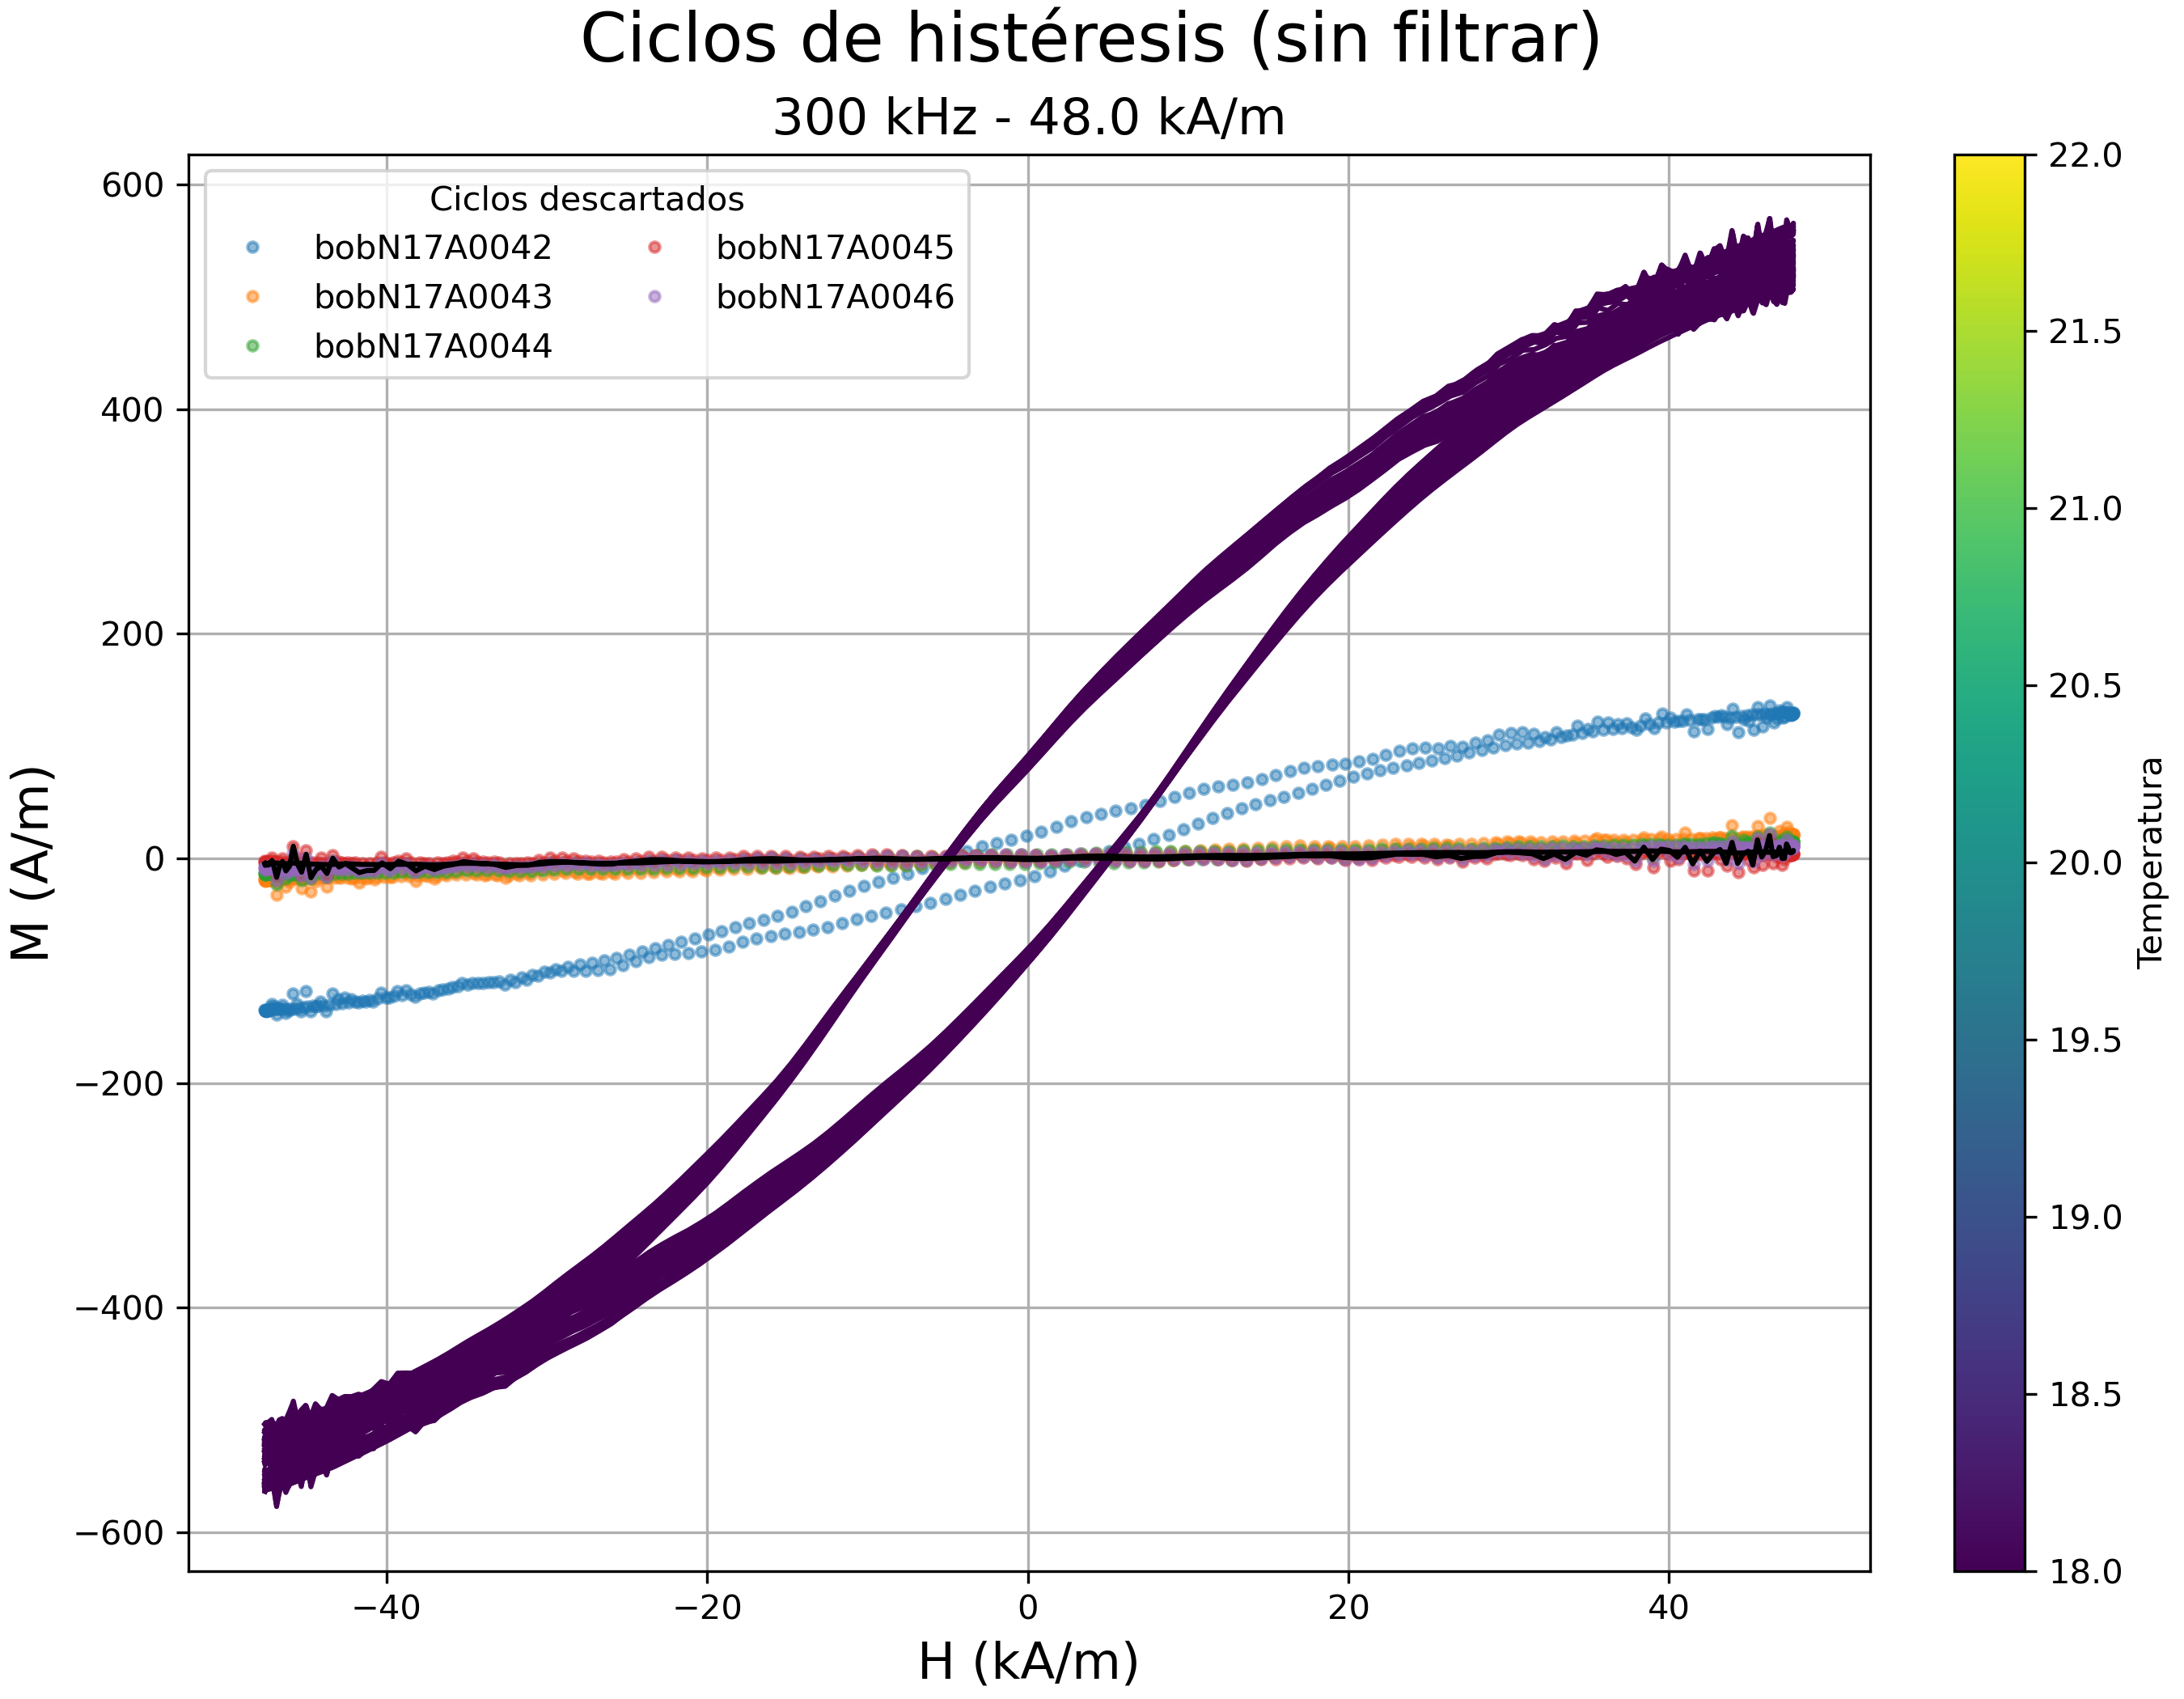 Ciclos de histéresis (sin filtrar)
300 kHz - 48.0 kA/m
Ciclos descartados
bobN17A0042
bobN17A0043
bobN17A0044
bobN17A0045
bobN17A0046
M (A/m)
600
400
200
0
−200
−400
−600
−40
−20
0
20
40
H (kA/m)
22.0
21.5
21.0
20.5
20.0
19.5
19.0
18.5
18.0
Temperatura